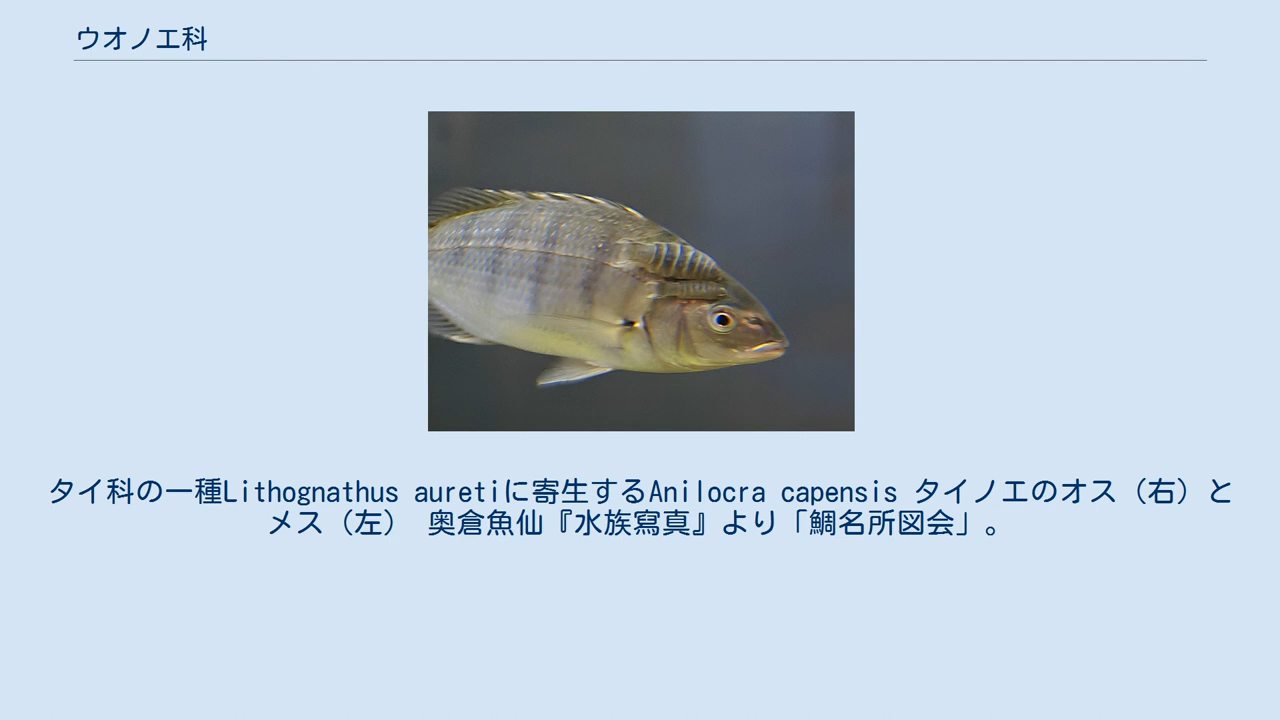 ウオノエ科
タイ科の一種Lithognathus auretiに寄生するAnilocra capensis タイノエのオス（右）と
メス（左） 奥倉魚仙『水族寫真』より「鯛名所図会」。